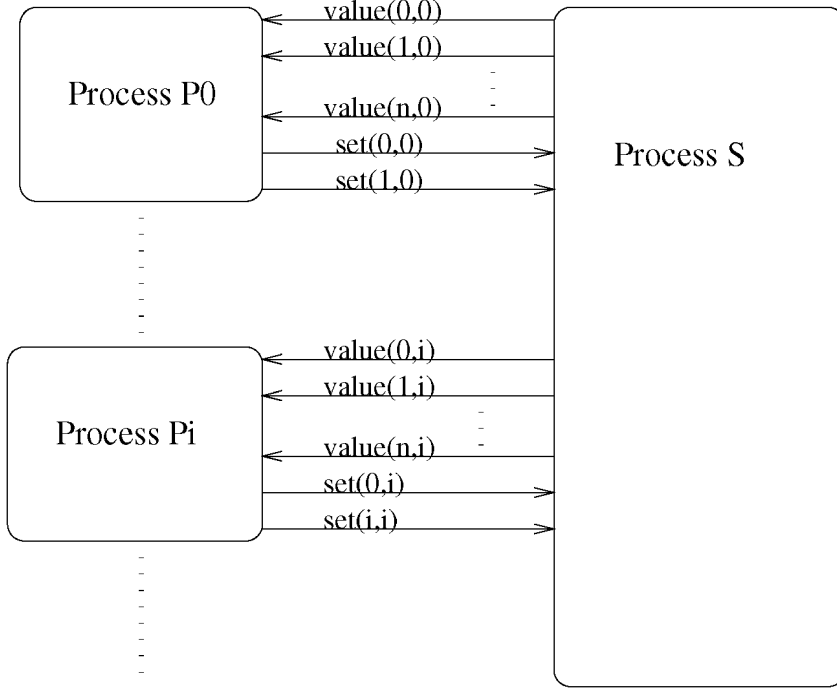 value(0,0)
value(1,0)
Process P0
value(n,0)
set(0,0)
Process S
set(1,0)
value(0,i)
value(1,i)
Process Pi
value(n,i)
set(0,i)
set(i,i)